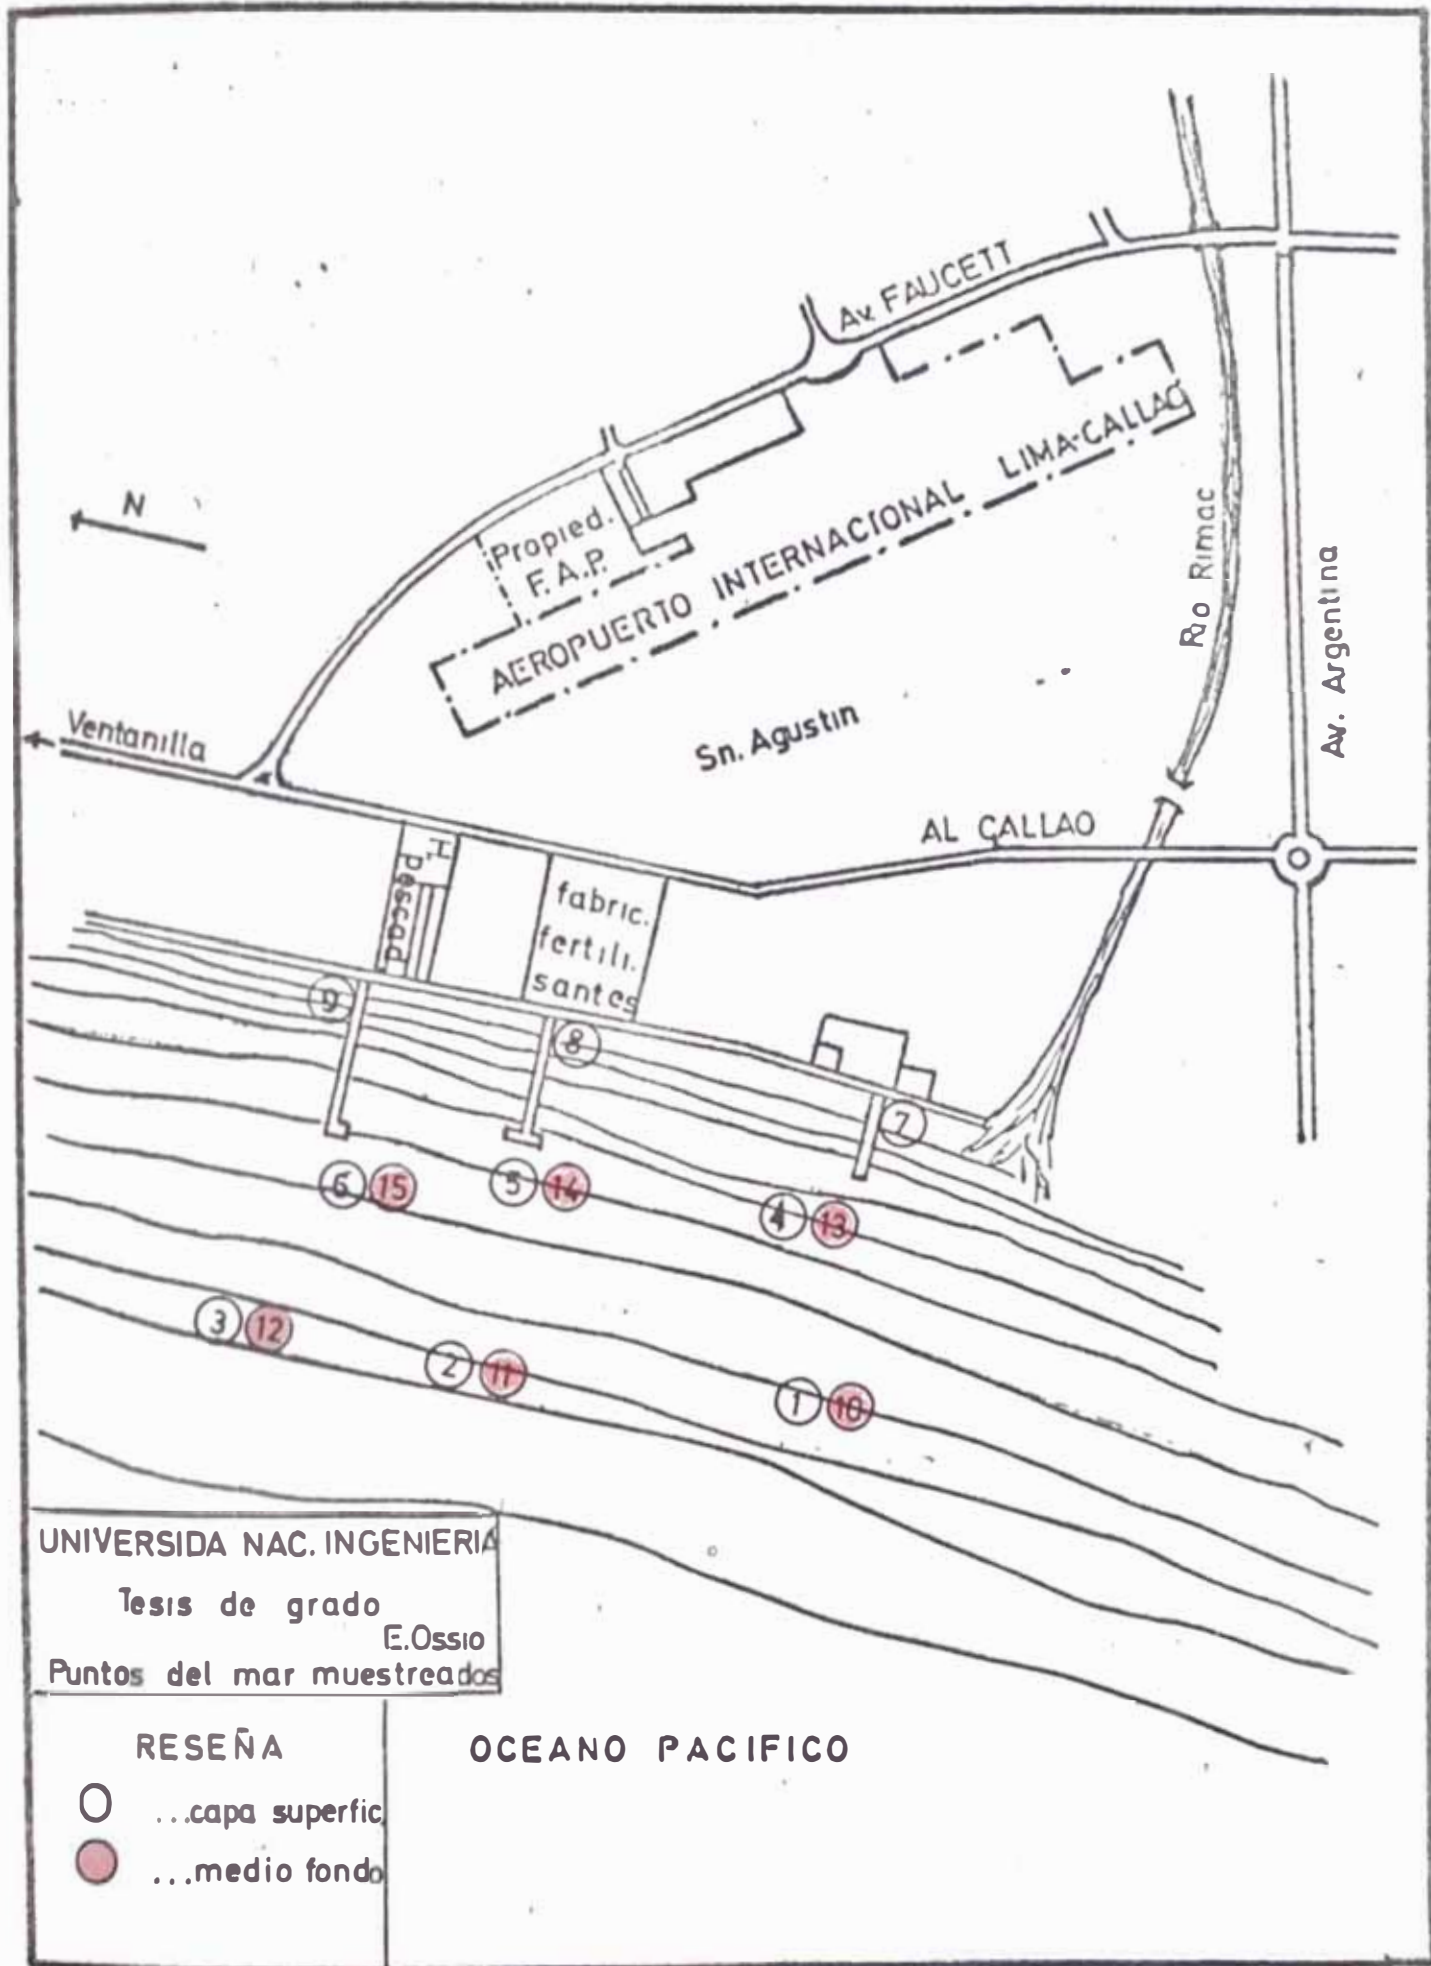 Av. FAUCETT
N
Propied.
F. A. P.
AEROPUERTO INTERNACIONAL LIMA-CALLAO
Rio Rimac
Av. Argentina
Ventanilla
Sn. Agustin
AL CALLAO
H.
Pescad
fabric.
fertili.
santes
9
8
7
6
15
5
14
4
13
3
12
2
11
1
10
UNIVERSIDA NAC. INGENIERIA
Tesis de grado
E.Ossio
Puntos del mar muestreados
RESEÑA
...capa superfic.
...medio fondo
OCEANO PACIFICO